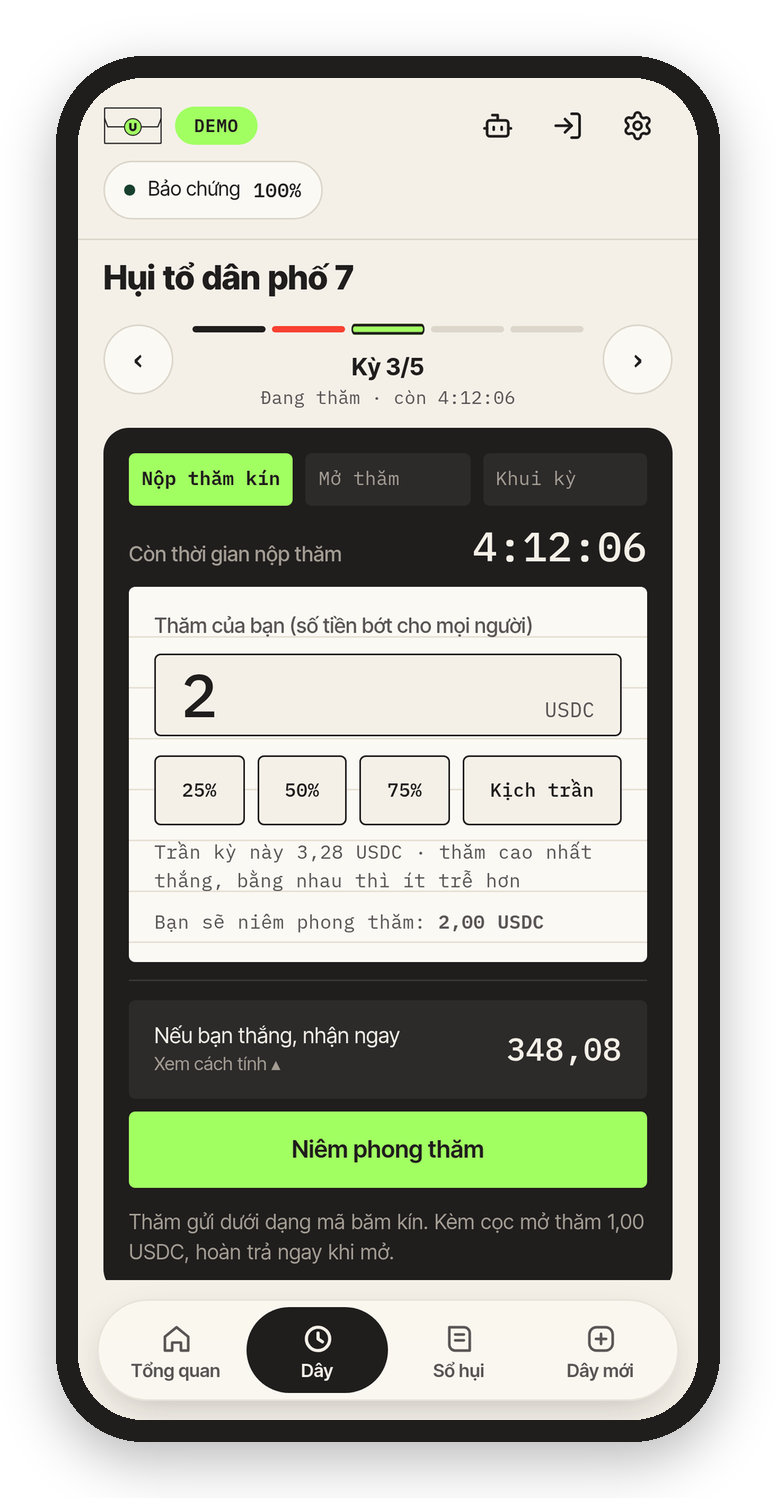 U DEMO
Bảo chứng 100%
Hụi tổ dân phố 7
Kỳ 3/5
Đang thăm · còn 4:12:06
Nộp thăm kín Mở thăm Khui kỳ
Còn thời gian nộp thăm 4:12:06
Thăm của bạn (số tiền bớt cho mọi người)
2 USDC
25% 50% 75% Kịch trần
Trần kỳ này 3,28 USDC · thăm cao nhất
thắng, bằng nhau thì ít trễ hơn
Bạn sẽ niêm phong thăm: 2,00 USDC
Nếu bạn thắng, nhận ngay 348,08
Xem cách tính ▴
Niêm phong thăm
Thăm gửi dưới dạng mã băm kín. Kèm cọc mở thăm 1,00
USDC, hoàn trả ngay khi mở.
Tổng quan Dây Sổ hụi Dây mới